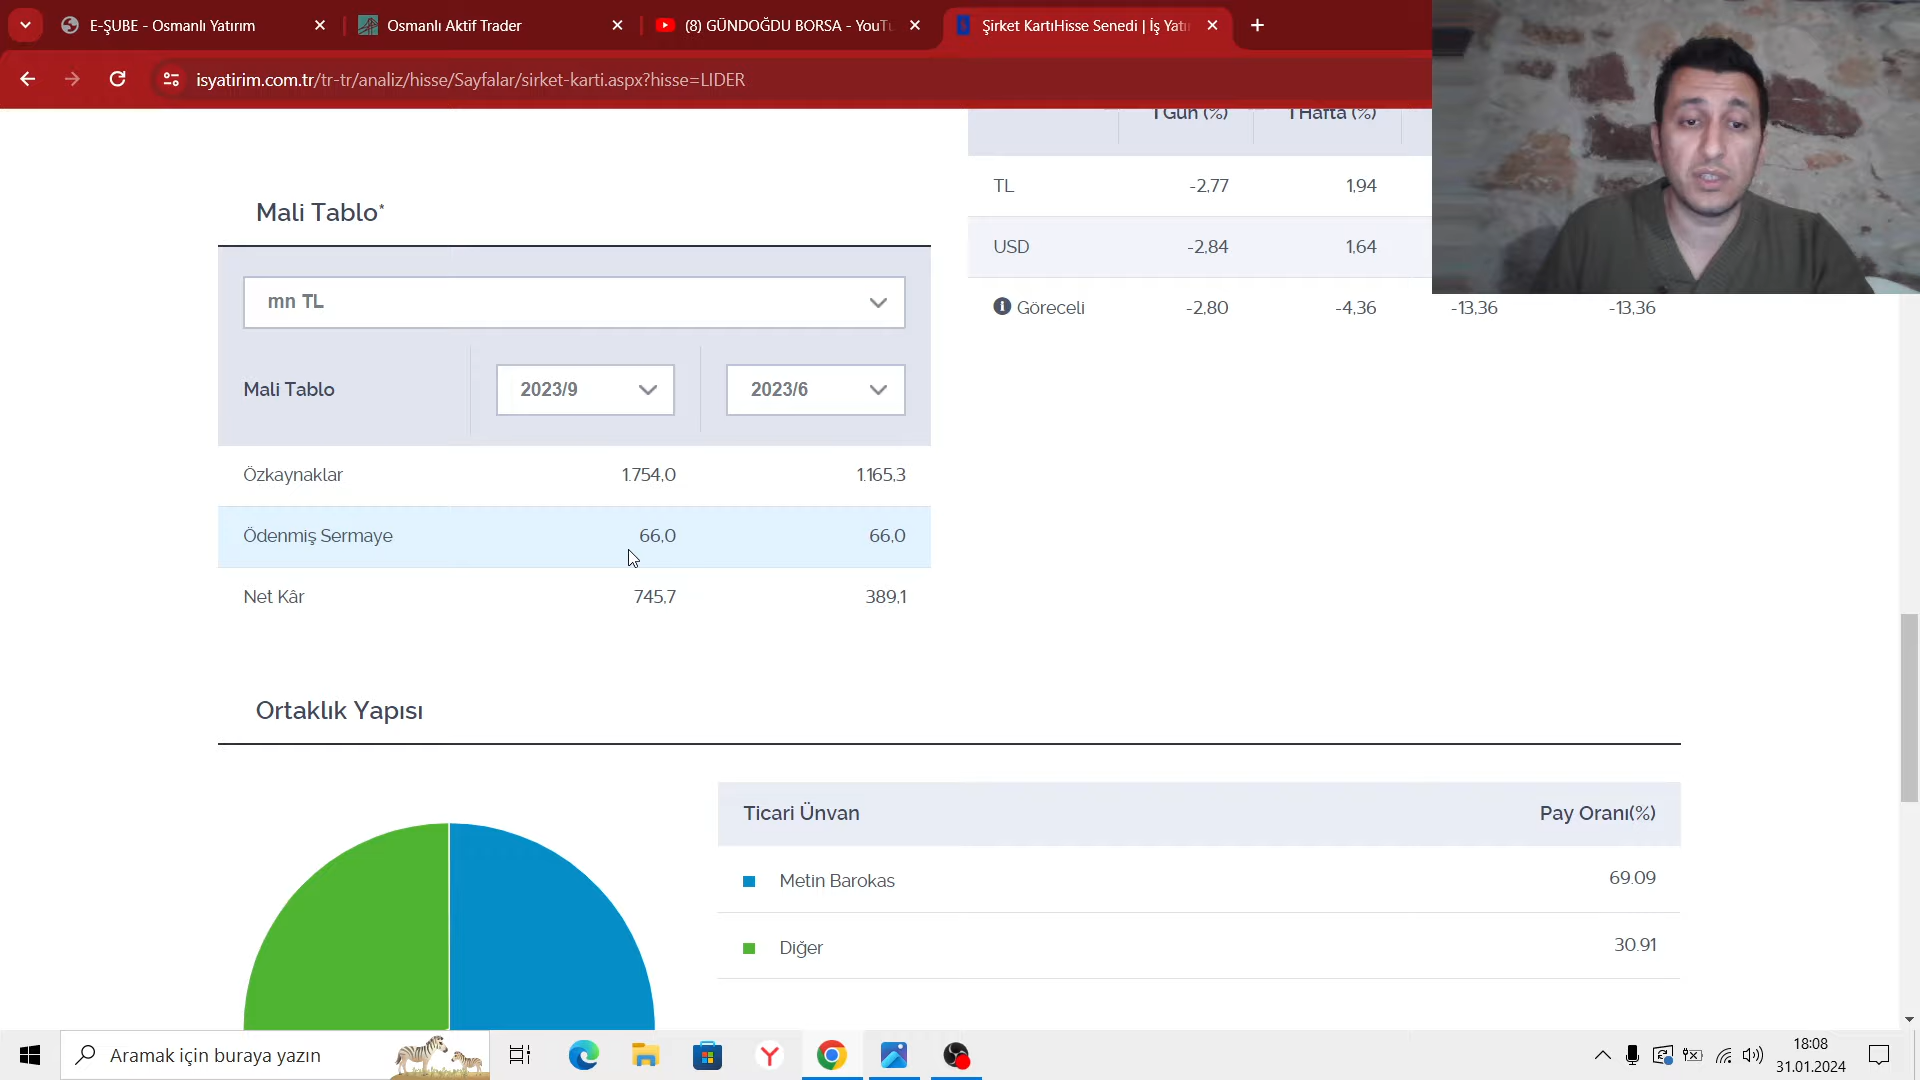 E-ŞUBE - Osmanlı Yatırım
Osmanlı Aktif Trader
(8) GÜNDOĞDU BORSA - YouTu
Şirket KartıHisse Senedi | İş Yatır
isyatirim.com.tr/tr-tr/analiz/hisse/Sayfalar/sirket-karti.aspx?hisse=LIDER
1 Gün (%) 1 Hafta (%)
TL -2,77 1,94
USD -2,84 1,64
Göreceli -2,80 -4,36 -13,36 -13,36
Mali Tablo*
mn TL
Mali Tablo 2023/9 2023/6
Özkaynaklar 1.754,0 1.165,3
Ödenmiş Sermaye 66,0 66,0
Net Kâr 745,7 389,1
Ortaklık Yapısı
Ticari Ünvan Pay Oranı(%)
Metin Barokas 69.09
Diğer 30.91
Aramak için buraya yazın
18:08
31.01.2024